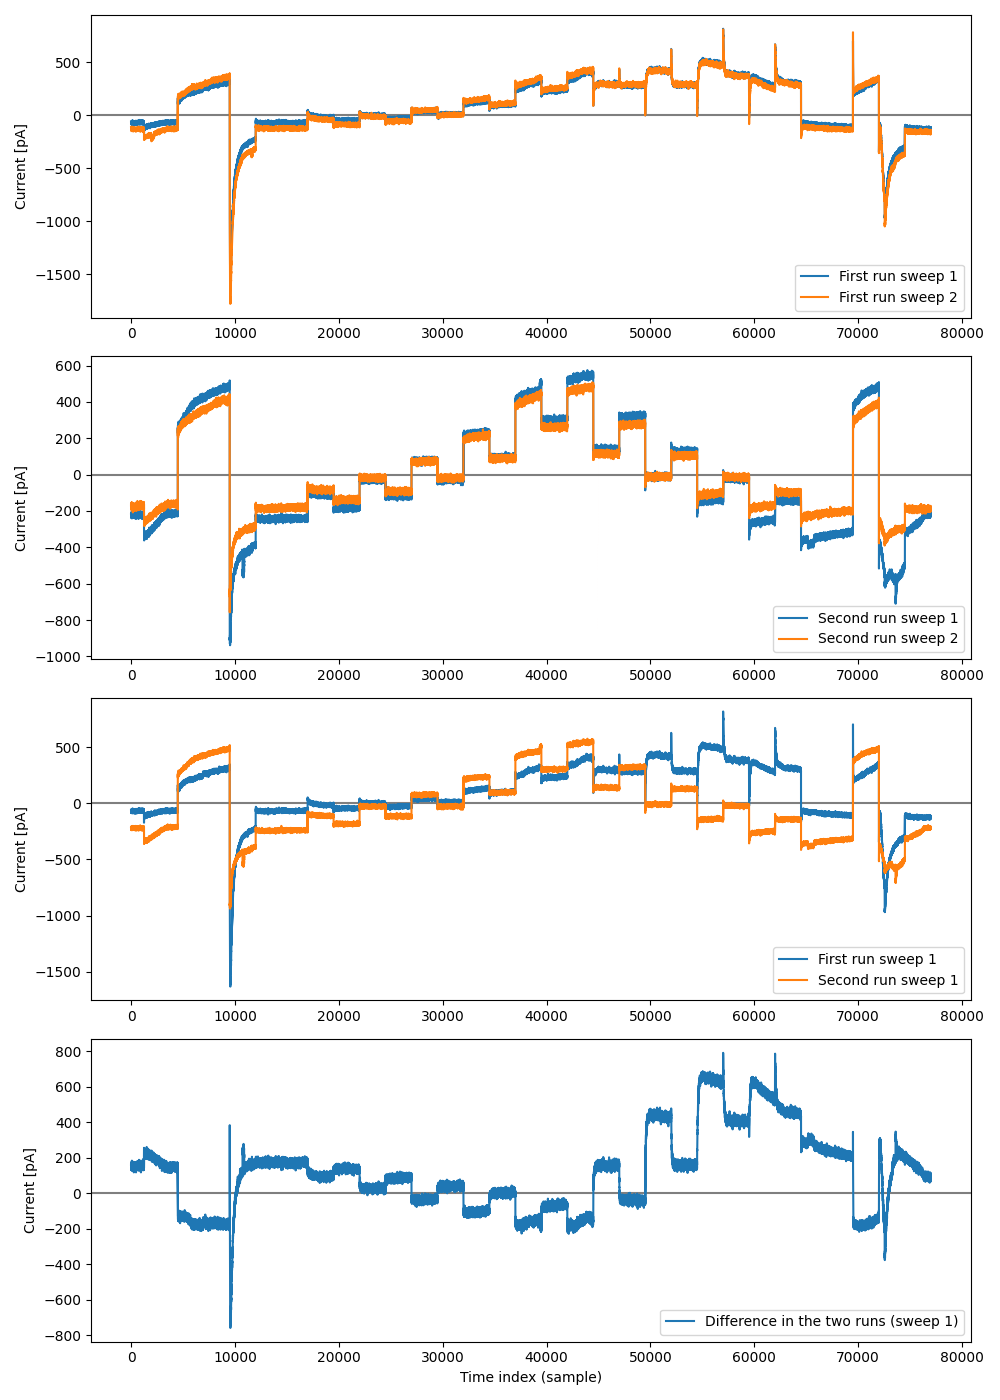 500
0
−500
−1000
−1500
Current [pA]
First run sweep 1
First run sweep 2
0 10000 20000 30000 40000 50000 60000 70000 80000
600
400
200
0
−200
−400
−600
−800
−1000
Current [pA]
Second run sweep 1
Second run sweep 2
0 10000 20000 30000 40000 50000 60000 70000 80000
500
0
−500
−1000
−1500
Current [pA]
First run sweep 1
Second run sweep 1
0 10000 20000 30000 40000 50000 60000 70000 80000
800
600
400
200
0
−200
−400
−600
−800
Current [pA]
Difference in the two runs (sweep 1)
0 10000 20000 30000 40000 50000 60000 70000 80000
Time index (sample)